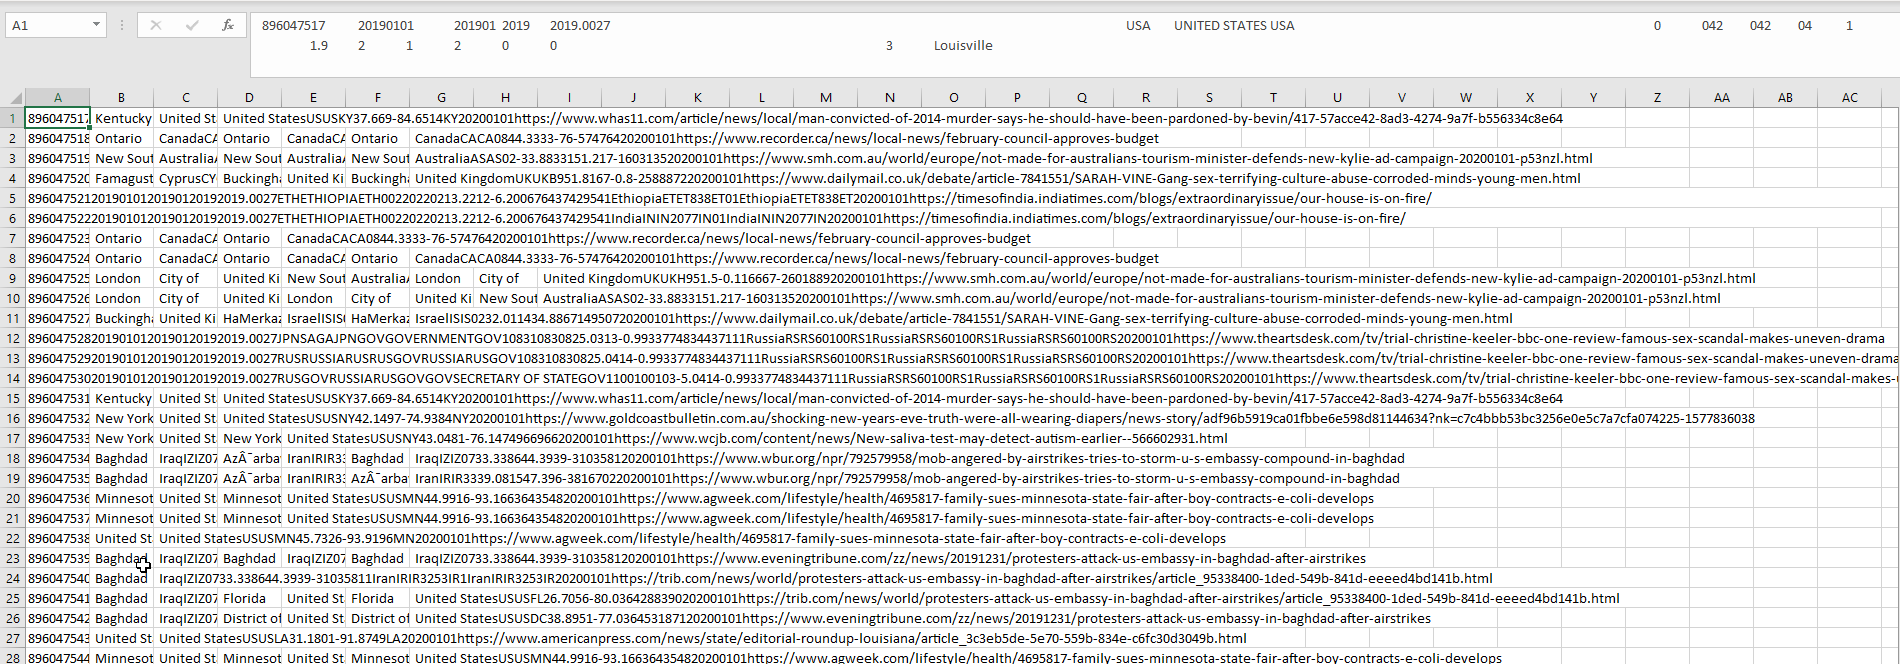 A1 fx 896047517 20190101 201901 2019 2019.0027 USA UNITED STATES USA 0 042 042 04 1
1.9 2 1 2 0 0 3 Louisville
A B C D E F G H I J K L M N O P Q R S T U V W X Y Z AA AB AC
1 896047517 Kentucky United St United StatesUSUSKY37.669-84.6514KY20200101https://www.whas11.com/article/news/local/man-convicted-of-2014-murder-says-he-should-have-been-pardoned-by-bevin/417-57acce42-8ad3-4274-9a7f-b556334c8e64
2 896047518 Ontario CanadaCA Ontario CanadaCA Ontario CanadaCACA0844.3333-76-57476420200101https://www.recorder.ca/news/local-news/february-council-approves-budget
3 896047519 New Sout AustraliaA New Sout AustraliaA New Sout AustraliaASAS02-33.8833151.217-160313520200101https://www.smh.com.au/world/europe/not-made-for-australians-tourism-minister-defends-new-kylie-ad-campaign-20200101-p53nzl.html
4 896047520 Famagust CyprusCY Buckingha United Ki Buckingha United KingdomUKUKB951.8167-0.8-25888720200101https://www.dailymail.co.uk/debate/article-7841551/SARAH-VINE-Gang-sex-terrifying-culture-abuse-corroded-minds-young-men.html
5 896047521201901012019012019​2019.0027ETHETHIOPIAETH00220220213.2212-6.200676437429541EthiopiaETET838ET01EthiopiaETET838ET20200101https://timesofindia.indiatimes.com/blogs/extraordinaryissue/our-house-is-on-fire/
6 896047522201901012019012019​2019.0027ETHETHIOPIAETH00220220213.2212-6.200676437429541IndiaININ2077IN01IndiaININ2077IN20200101https://timesofindia.indiatimes.com/blogs/extraordinaryissue/our-house-is-on-fire/
7 896047523 Ontario CanadaCA Ontario CanadaCACA0844.3333-76-57476420200101https://www.recorder.ca/news/local-news/february-council-approves-budget
8 896047524 Ontario CanadaCA Ontario CanadaCA Ontario CanadaCACA0844.3333-76-57476420200101https://www.recorder.ca/news/local-news/february-council-approves-budget
9 896047525 London City of United Ki New Sout AustraliaA London City of United KingdomUKUKH951.5-0.116667-260188920200101https://www.smh.com.au/world/europe/not-made-for-australians-tourism-minister-defends-new-kylie-ad-campaign-20200101-p53nzl.html
10 896047526 London City of United Ki London City of United Ki New Sout AustraliaASAS02-33.8833151.217-160313520200101https://www.smh.com.au/world/europe/not-made-for-australians-tourism-minister-defends-new-kylie-ad-campaign-20200101-p53nzl.html
11 896047527 Buckingha United Ki HaMerkaz IsraelISIS0 HaMerkaz IsraelISIS0232.011434.886714950720200101https://www.dailymail.co.uk/debate/article-7841551/SARAH-VINE-Gang-sex-terrifying-culture-abuse-corroded-minds-young-men.html
12 896047528201901012019012019​2019.0027JPNSAGAJPNGOVGOVERNMENTGOV108310830825.0313-0.9933774834437111RussiaRSRS60100RS1RussiaRSRS60100RS1RussiaRSRS60100RS20200101https://www.theartsdesk.com/tv/trial-christine-keeler-bbc-one-review-famous-sex-scandal-makes-uneven-drama
13 896047529201901012019012019​2019.0027RUSRUSSIARUSRUSGOVRUSSIARUSGOV108310830825.0414-0.9933774834437111RussiaRSRS60100RS1RussiaRSRS60100RS1RussiaRSRS60100RS20200101https://www.theartsdesk.com/tv/trial-christine-keeler-bbc-one-review-famous-sex-scandal-makes-uneven-drama
14 896047530201901012019012019​2019.0027RUSGOVRUSSIARUSGOVGOVSECRETARY OF STATEGOV1100100103-5.0414-0.9933774834437111RussiaRSRS60100RS1RussiaRSRS60100RS1RussiaRSRS60100RS20200101https://www.theartsdesk.com/tv/trial-christine-keeler-bbc-one-review-famous-sex-scandal-makes-
15 896047531 Kentucky United St United StatesUSUSKY37.669-84.6514KY20200101https://www.whas11.com/article/news/local/man-convicted-of-2014-murder-says-he-should-have-been-pardoned-by-bevin/417-57acce42-8ad3-4274-9a7f-b556334c8e64
16 896047532 New York United St United StatesUSUSNY42.1497-74.9384NY20200101https://www.goldcoastbulletin.com.au/shocking-new-years-eve-truth-were-all-wearing-diapers/news-story/adf96b5919ca01fbbe6e598d81144634?nk=c7c4bbb53bc3256e0e5c7a7cfa074225-1577836038
17 896047533 New York United St New York United StatesUSUSNY43.0481-76.147496966​20200101https://www.wcjb.com/content/news/New-saliva-test-may-detect-autism-earlier--566602931.html
18 896047534 Baghdad IraqIZIZ07 AzÂ¯arba IranIRIR33 Baghdad IraqIZIZ0733.338644.3939-310358120200101https://www.wbur.org/npr/792579958/mob-angered-by-airstrikes-tries-to-storm-u-s-embassy-compound-in-baghdad
19 896047535 Baghdad IraqIZIZ07 AzÂ¯arba IranIRIR33 AzÂ¯arba IranIRIR3339.081547.396-381670220200101https://www.wbur.org/npr/792579958/mob-angered-by-airstrikes-tries-to-storm-u-s-embassy-compound-in-baghdad
20 896047536 Minnesot United St Minnesot United StatesUSUSMN44.9916-93.166364354820200101https://www.agweek.com/lifestyle/health/4695817-family-sues-minnesota-state-fair-after-boy-contracts-e-coli-develops
21 896047537 Minnesot United St Minnesot United StatesUSUSMN44.9916-93.166364354820200101https://www.agweek.com/lifestyle/health/4695817-family-sues-minnesota-state-fair-after-boy-contracts-e-coli-develops
22 896047538 United St United StatesUSUSMN45.7326-93.9196MN20200101https://www.agweek.com/lifestyle/health/4695817-family-sues-minnesota-state-fair-after-boy-contracts-e-coli-develops
23 896047539 Baghdad IraqIZIZ07 Baghdad IraqIZIZ07 Baghdad IraqIZIZ0733.338644.3939-310358120200101https://www.eveningtribune.com/zz/news/20191231/protesters-attack-us-embassy-in-baghdad-after-airstrikes
24 896047540 Baghdad IraqIZIZ0733.338644.3939-31035811IranIRIR3253IR1IranIRIR3253IR20200101https://trib.com/news/world/protesters-attack-us-embassy-in-baghdad-after-airstrikes/article_95338400-1ded-549b-841d-eeeed4bd141b.html
25 896047541 Baghdad IraqIZIZ07 Florida United St Florida United StatesUSUSFL26.7056-80.036428839020200101https://trib.com/news/world/protesters-attack-us-embassy-in-baghdad-after-airstrikes/article_95338400-1ded-549b-841d-eeeed4bd141b.html
26 896047542 Baghdad IraqIZIZ07 District of United St District of United StatesUSUSDC38.8951-77.036453187120200101https://www.eveningtribune.com/zz/news/20191231/protesters-attack-us-embassy-in-baghdad-after-airstrikes
27 896047543 United St United StatesUSUSLA31.1801-91.8749LA20200101https://www.americanpress.com/news/state/editorial-roundup-louisiana/article_3c3eb5de-5e70-559b-834e-c6fc30d3049b.html
28 896047544 Minnesot United St Minnesot United St Minnesot United StatesUSUSMN44.9916-93.166364354820200101https://www.agweek.com/lifestyle/health/4695817-family-sues-minnesota-state-fair-after-boy-contracts-e-coli-develops